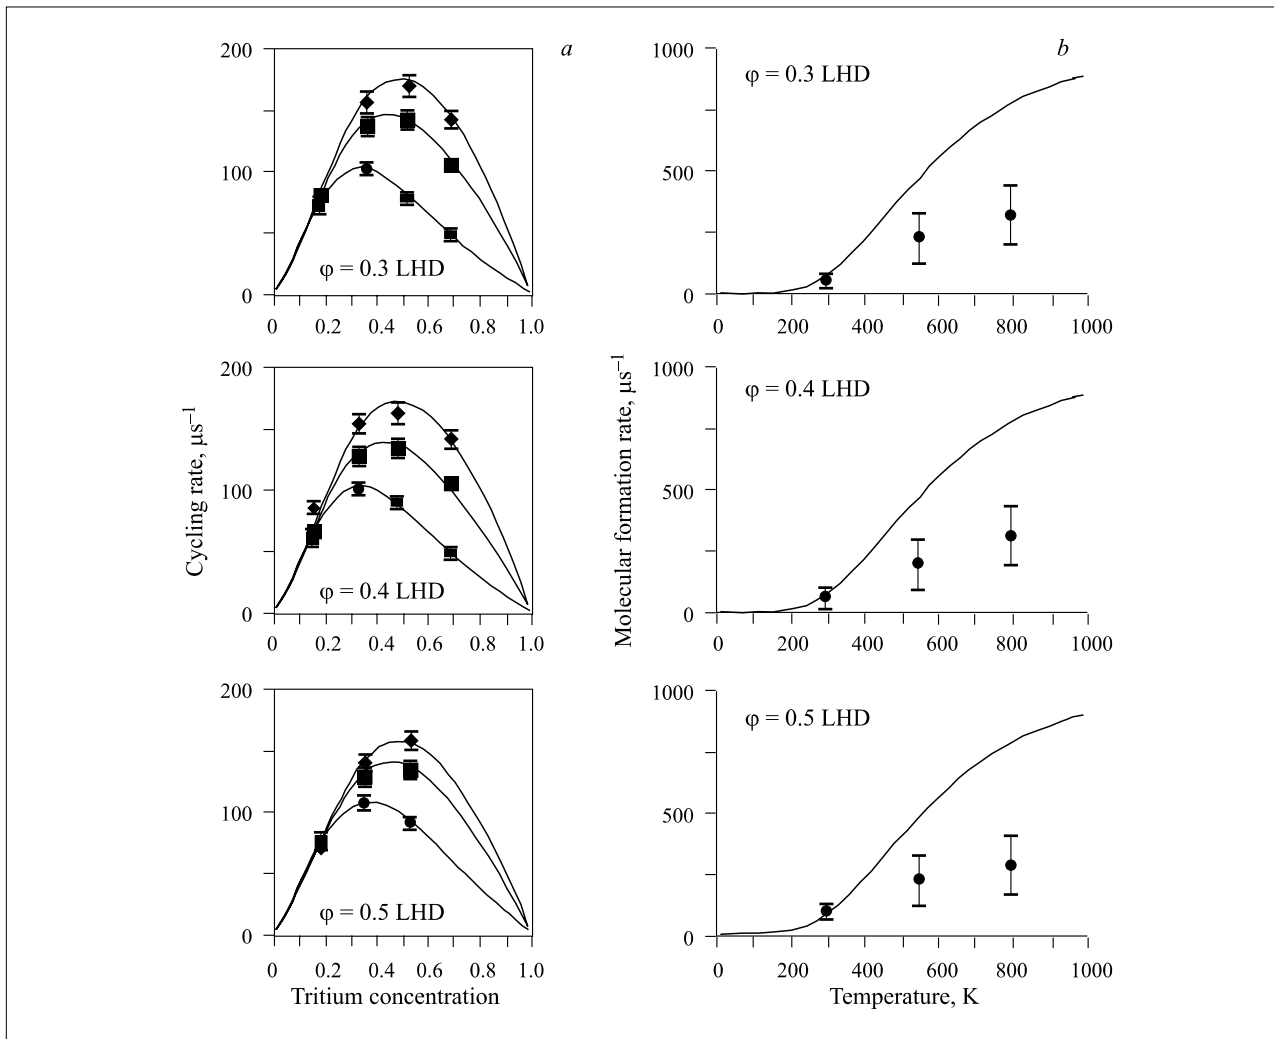 a
200
100
0
φ = 0.3 LHD
0 0.2 0.4 0.6 0.8 1.0
200
100
0
φ = 0.4 LHD
0 0.2 0.4 0.6 0.8 1.0
200
100
0
φ = 0.5 LHD
0 0.2 0.4 0.6 0.8 1.0
Cycling rate, μs⁻¹
Tritium concentration
b
1000
500
0
φ = 0.3 LHD
0 200 400 600 800 1000
1000
500
0
φ = 0.4 LHD
0 200 400 600 800 1000
1000
500
0
φ = 0.5 LHD
0 200 400 600 800 1000
Molecular formation rate, μs⁻¹
Temperature, K